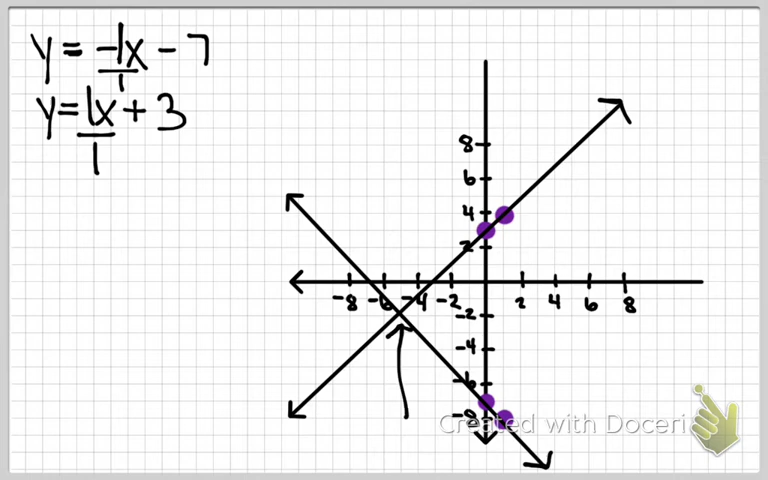 y = -1x - 7
1
y = 1x + 3
1
8
6
4
2
-8 -6 -4 -2 2 4 6 8
-2
-4
-6
-8
Created with Doceri